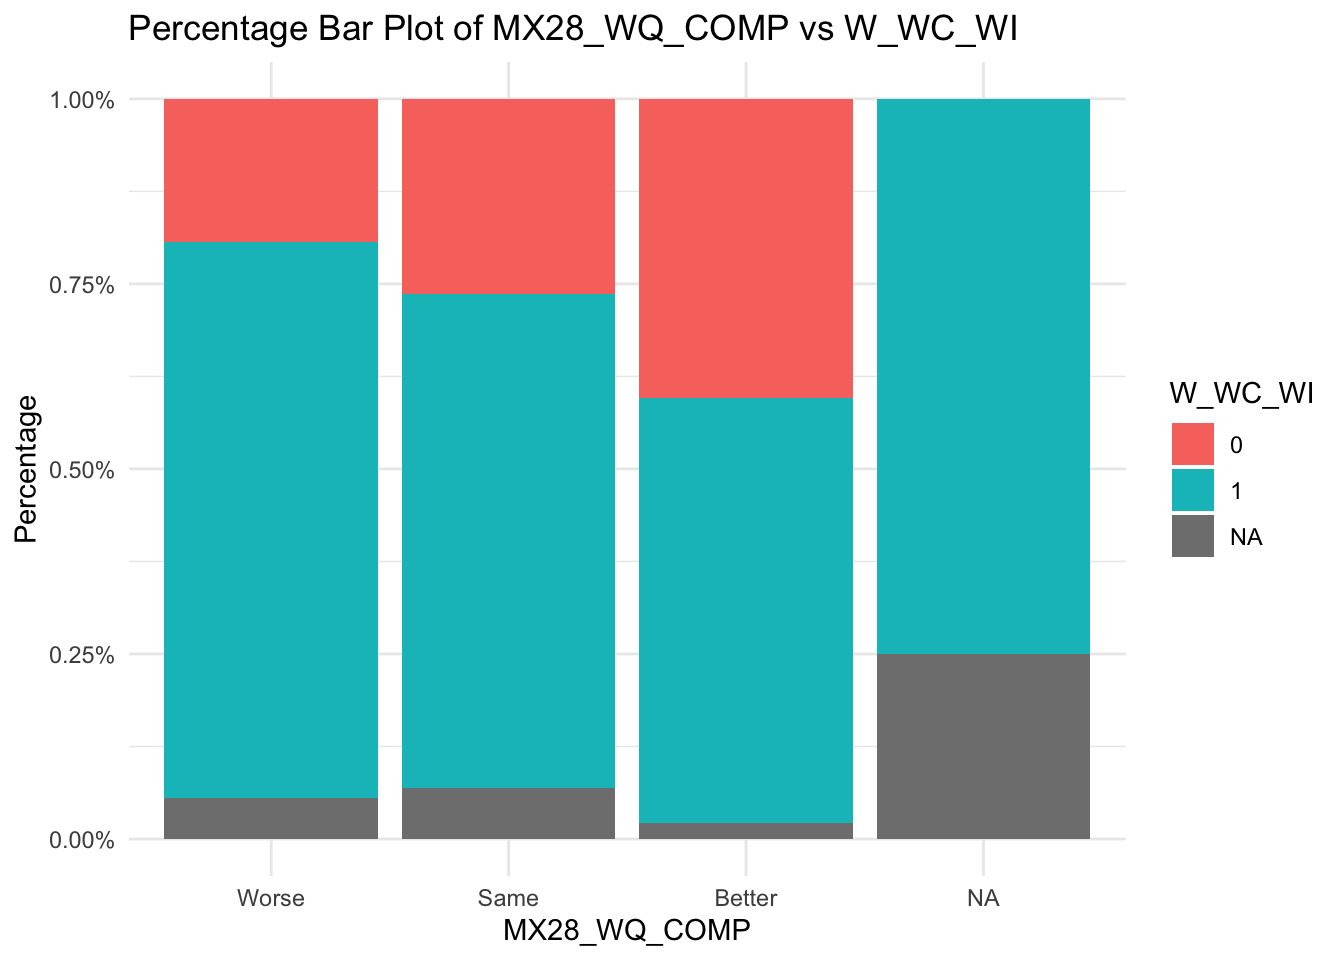 Percentage Bar Plot of MX28_WQ_COMP vs W_WC_WI
1.00%
0.75%
0.50%
0.25%
0.00%
Percentage
Worse
Same
Better
NA
MX28_WQ_COMP
W_WC_WI
0
1
NA